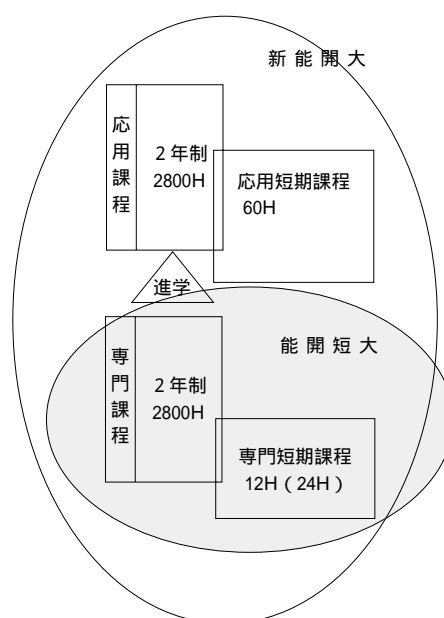 新能開大
応用課程
2年制
2800H
応用短期課程
60H
進学
能開短大
専門課程
2年制
2800H
専門短期課程
12H（24H）